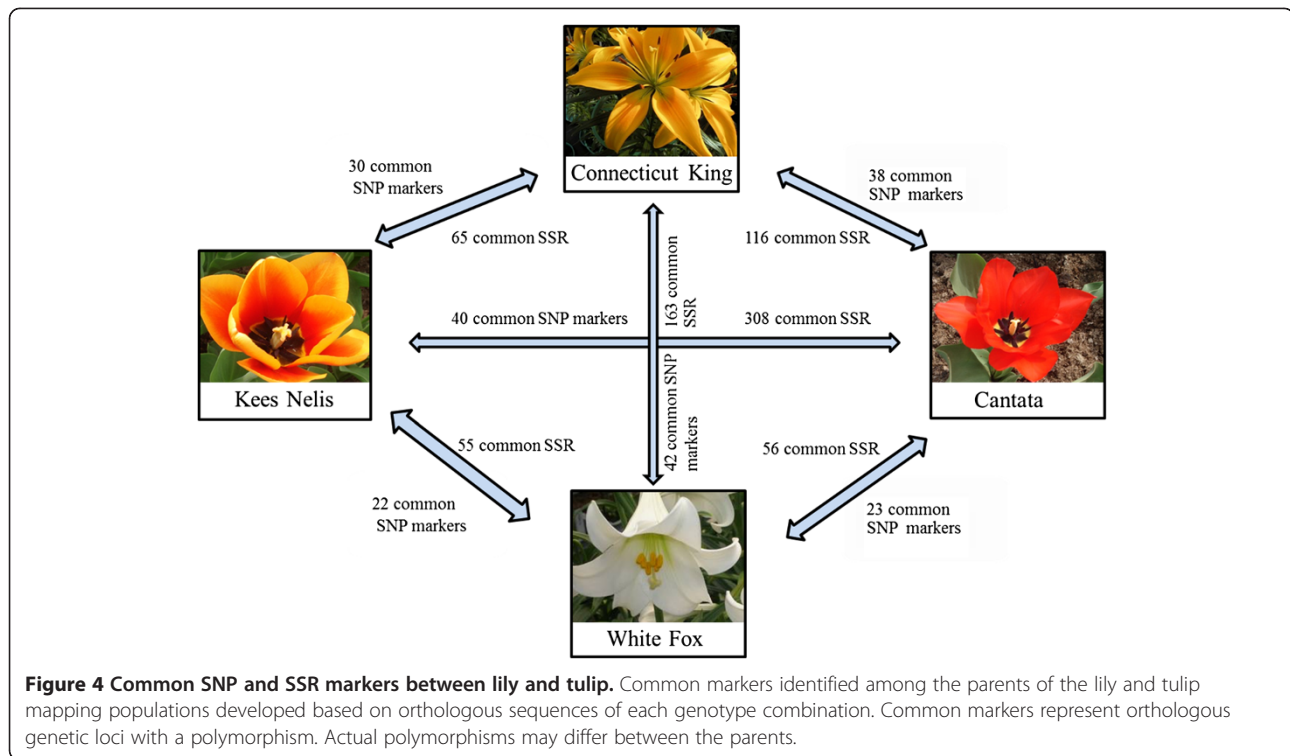 Connecticut King
30 common
SNP markers
38 common
SNP markers
65 common SSR
116 common SSR
163 common
SSR
40 common SNP markers
308 common SSR
Kees Nelis
Cantata
42 common SNP
markers
55 common SSR
56 common SSR
22 common
SNP markers
23 common
SNP markers
White Fox
Figure 4 Common SNP and SSR markers between lily and tulip. Common markers identified among the parents of the lily and tulip
mapping populations developed based on orthologous sequences of each genotype combination. Common markers represent orthologous
genetic loci with a polymorphism. Actual polymorphisms may differ between the parents.